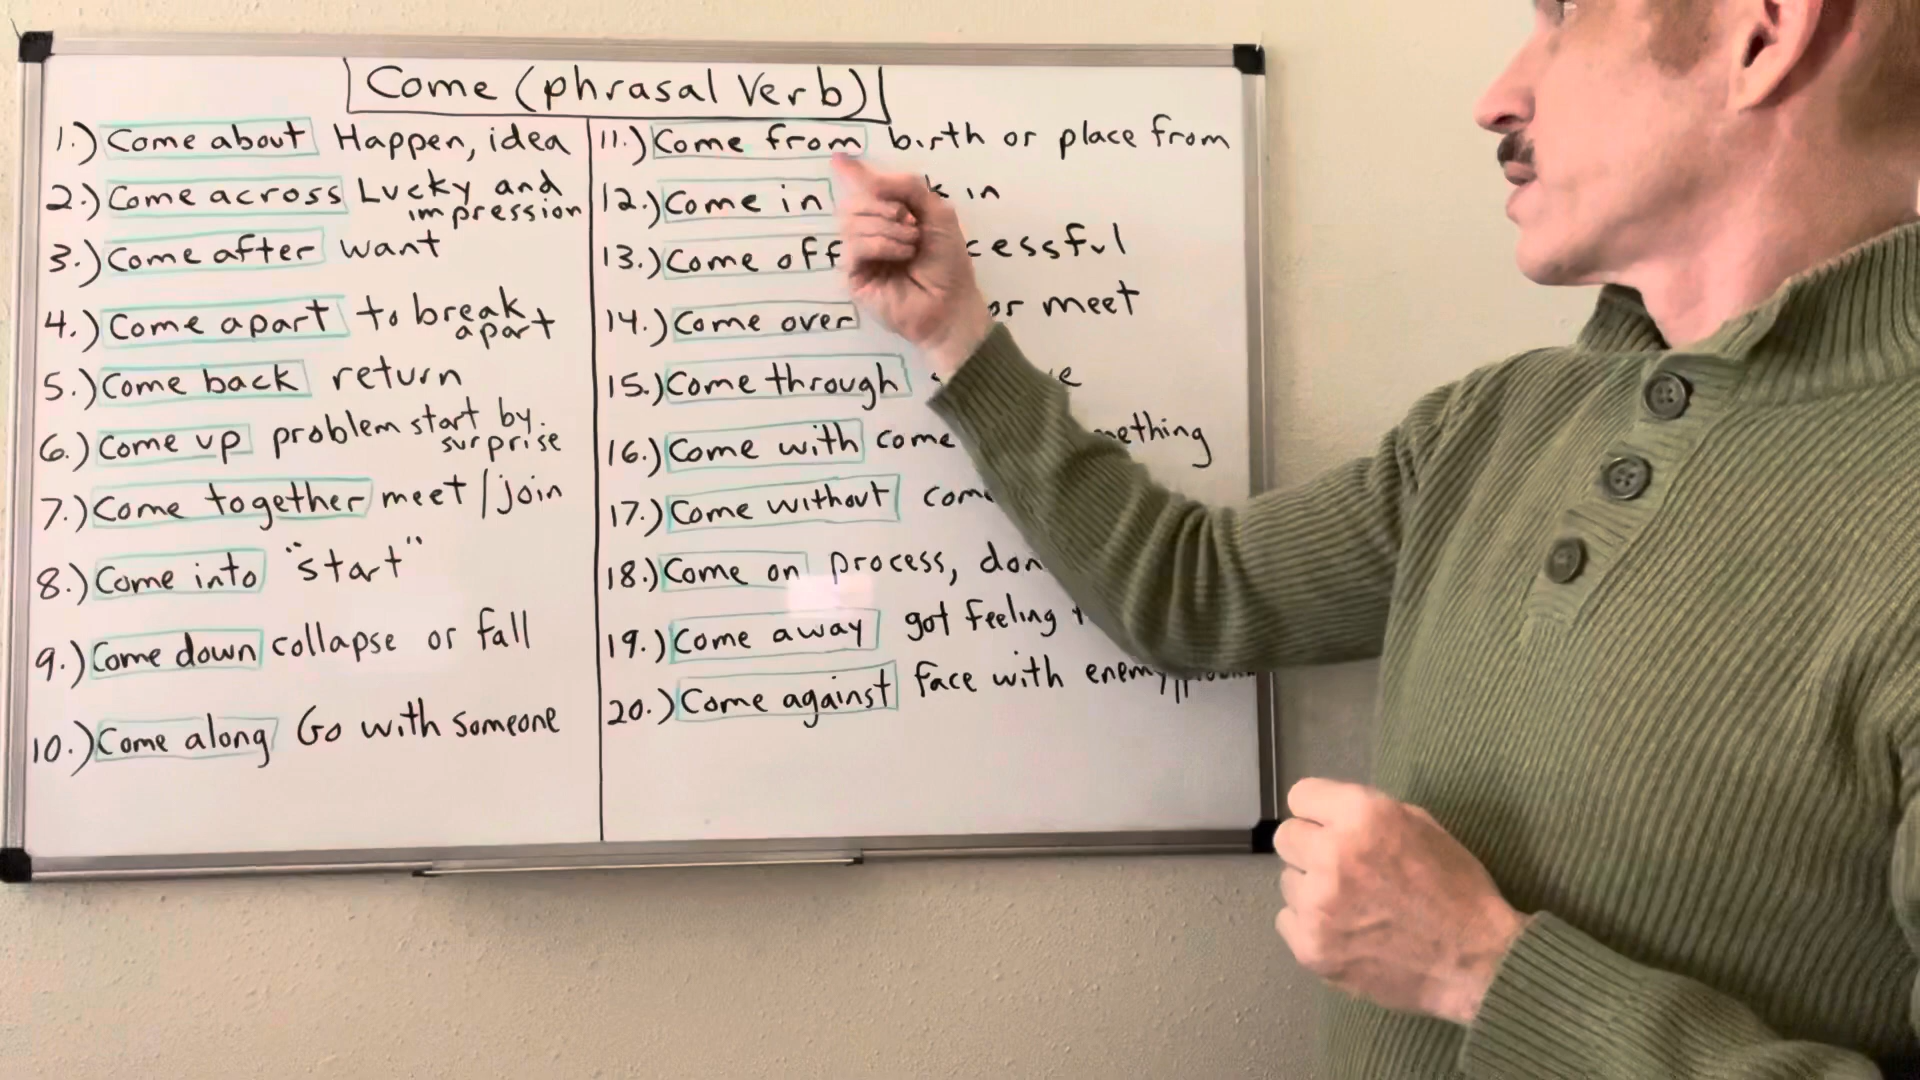 Come (phrasal Verb)
1.) Come about Happen, idea
2.) Come across Lucky and
impression
3.) Come after want
4.) Come apart to break
apart
5.) Come back return
6.) Come up problem start by.
surprise
7.) Come together meet / join
8.) Come into "start"
9.) Come down collapse or fall
10.) Come along Go with someone
11.) Come from birth or place from
12.) Come in in
13.) Come off
14.) Come over or meet
15.) Come through
16.) Come with come
17.) Come without
18.) Come on process,
19.) Come away got feeling
20.) Come against face with enemy